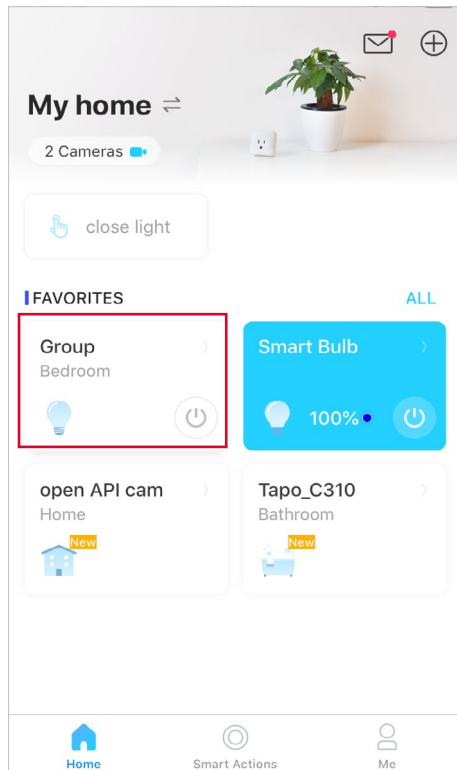 My home
2 Cameras
close light
FAVORITES
ALL
Group
Bedroom
Smart Bulb
100%
open API cam
Home
New
Tapo_C310
Bathroom
New
Home
Smart Actions
Me